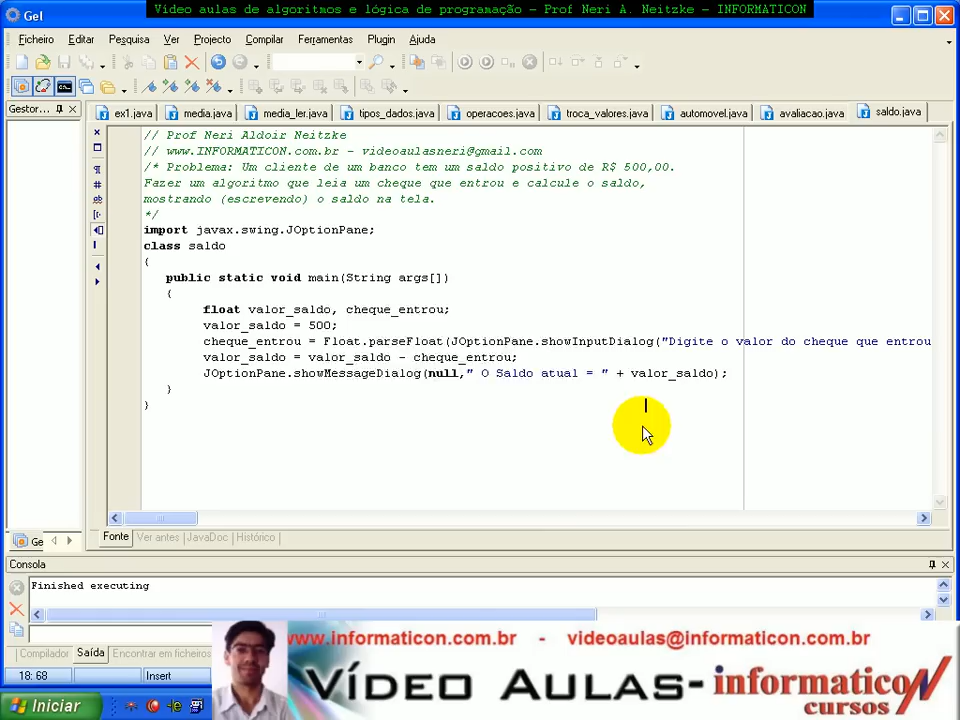 Vídeo aulas de algoritmos e lógica de programação – Prof Neri A. Neitzke – INFORMATICON
Gel
Ficheiro Editar Pesquisa Ver Projecto Compilar Ferramentas Plugin Ajuda
Gestor...
ex1.java media.java media_ler.java tipos_dados.java operacoes.java troca_valores.java automovel.java avaliacao.java saldo.java
// Prof Neri Aldoir Neitzke
// www.INFORMATICON.com.br - videoaulasneri@gmail.com
/* Problema: Um cliente de um banco tem um saldo positivo de R$ 500,00.
Fazer um algoritmo que leia um cheque que entrou e calcule o saldo,
mostrando (escrevendo) o saldo na tela.
*/
import javax.swing.JOptionPane;
class saldo
{
public static void main(String args[])
{
float valor_saldo, cheque_entrou;
valor_saldo = 500;
cheque_entrou = Float.parseFloat(JOptionPane.showInputDialog("Digite o valor do cheque que entrou
valor_saldo = valor_saldo - cheque_entrou;
JOptionPane.showMessageDialog(null," O Saldo atual = " + valor_saldo);
}
}
Ge
Fonte Ver antes JavaDoc Histórico
Consola
Finished executing
Compilador Saída Encontrar em ficheiros
18: 68 Insert
www.informaticon.com.br - videoaulas@informaticon.com.br
Vídeo Aulas- informaticon
cursos
Iniciar